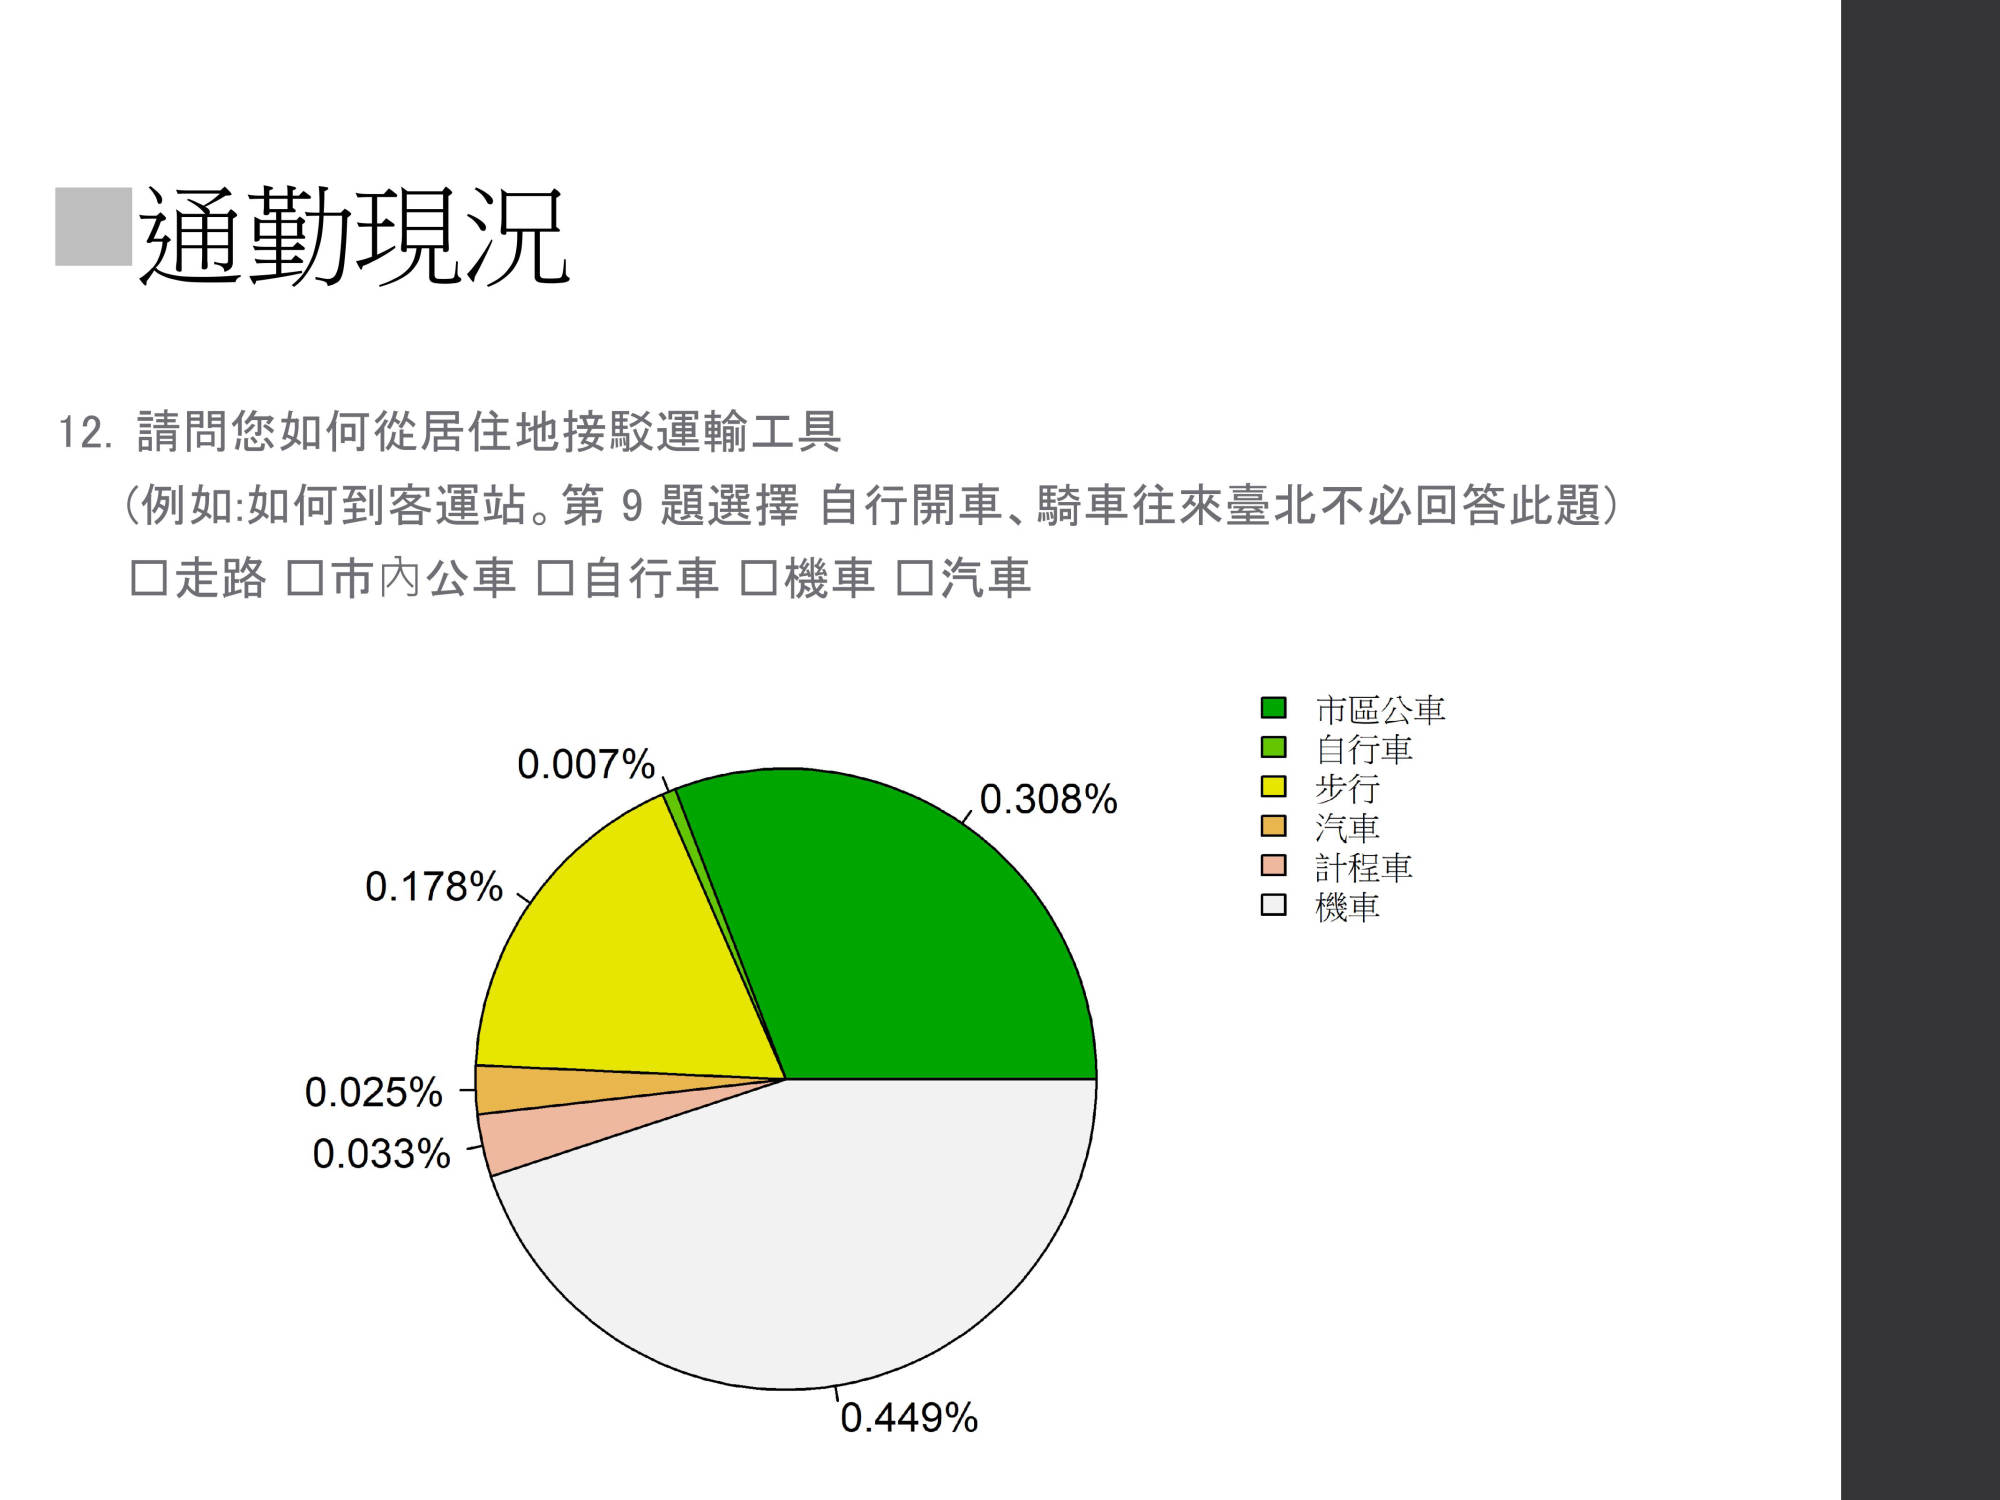 通勤現況
12. 請問您如何從居住地接駁運輸工具
(例如:如何到客運站。第 9 題選擇 自行開車、騎車往來臺北不必回答此題)
□走路 □市內公車 □自行車 □機車 □汽車
市區公車
自行車
步行
汽車
計程車
機車
0.007%
0.308%
0.178%
0.025%
0.033%
0.449%